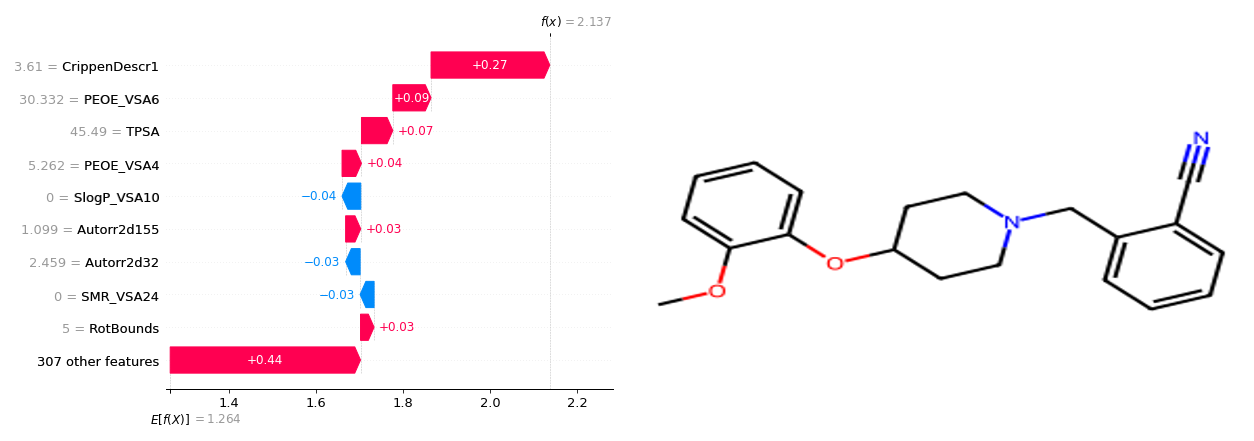 f(x) = 2.137
3.61 = CrippenDescr1 +0.27
30.332 = PEOE_VSA6 +0.09
45.49 = TPSA +0.07
5.262 = PEOE_VSA4 +0.04
0 = SlogP_VSA10 −0.04
1.099 = Autorr2d155 +0.03
2.459 = Autorr2d32 −0.03
0 = SMR_VSA24 −0.03
5 = RotBounds +0.03
307 other features +0.44
1.4 1.6 1.8 2.0 2.2
E[f(X)] = 1.264
N
N
O
O